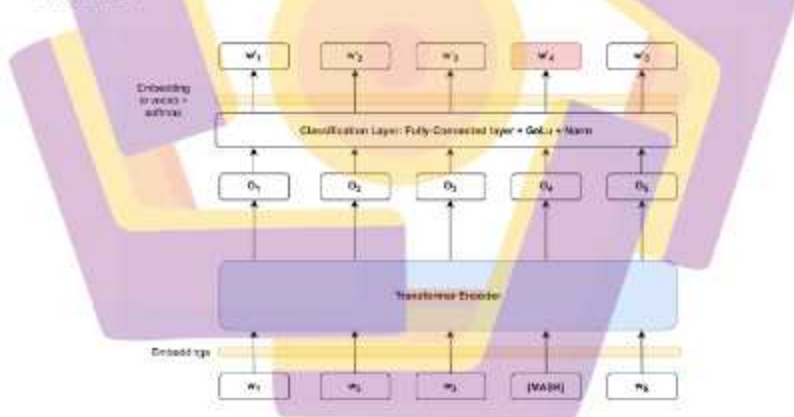 w'1 w'2 w'3 w'4 w'5
Embedding
to vocab +
softmax
Classification Layer: Fully-Connected layer + GeLu + Norm
O1 O2 O3 O4 O5
Transformer Encoder
Embeddings
w1 w2 w3 [MASK] w5